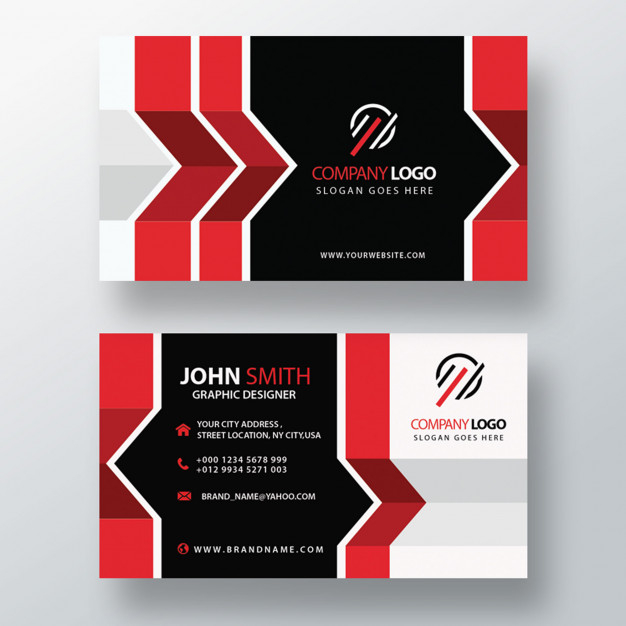 COMPANY LOGO
SLOGAN GOES HERE
WWW.YOURWEBSITE.COM
JOHN SMITH
GRAPHIC DESIGNER
YOUR CITY ADDRESS ,
STREET LOCATION, NY CITY,USA
+000 1234 5678 999
+012 9934 5271 003
BRAND_NAME@YAHOO.COM
WWW.BRANDNAME.COM
COMPANY LOGO
SLOGAN GOES HERE